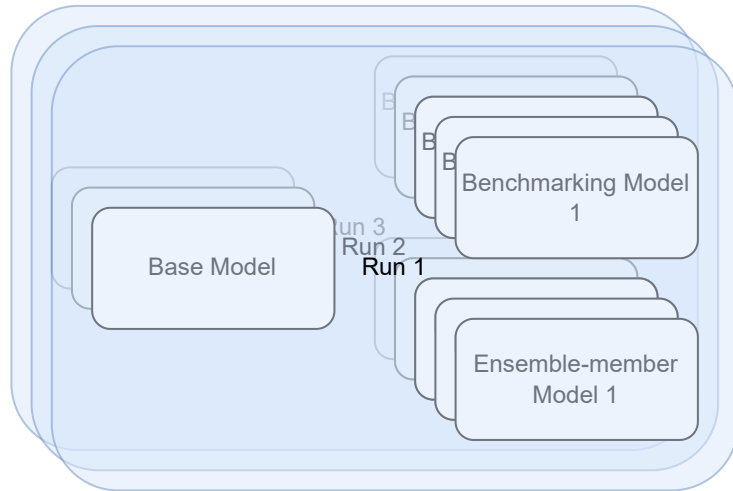 B
B
B
B
Benchmarking Model
1
Run 3
Run 2
Base Model
Run 1
Ensemble-member
Model 1